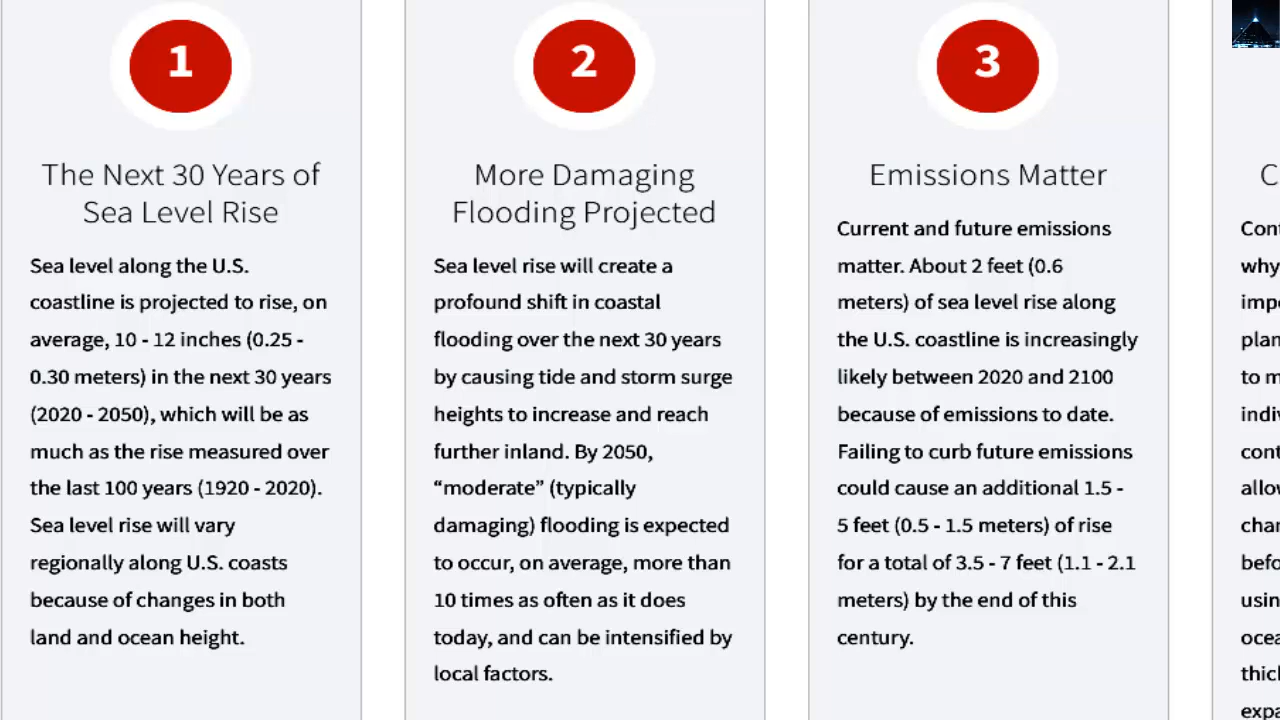 1
The Next 30 Years of
Sea Level Rise
Sea level along the U.S.
coastline is projected to rise, on
average, 10 - 12 inches (0.25 -
0.30 meters) in the next 30 years
(2020 - 2050), which will be as
much as the rise measured over
the last 100 years (1920 - 2020).
Sea level rise will vary
regionally along U.S. coasts
because of changes in both
land and ocean height.
2
More Damaging
Flooding Projected
Sea level rise will create a
profound shift in coastal
flooding over the next 30 years
by causing tide and storm surge
heights to increase and reach
further inland. By 2050,
“moderate” (typically
damaging) flooding is expected
to occur, on average, more than
10 times as often as it does
today, and can be intensified by
local factors.
3
Emissions Matter
Current and future emissions
matter. About 2 feet (0.6
meters) of sea level rise along
the U.S. coastline is increasingly
likely between 2020 and 2100
because of emissions to date.
Failing to curb future emissions
could cause an additional 1.5 -
5 feet (0.5 - 1.5 meters) of rise
for a total of 3.5 - 7 feet (1.1 - 2.1
meters) by the end of this
century.
why
to m